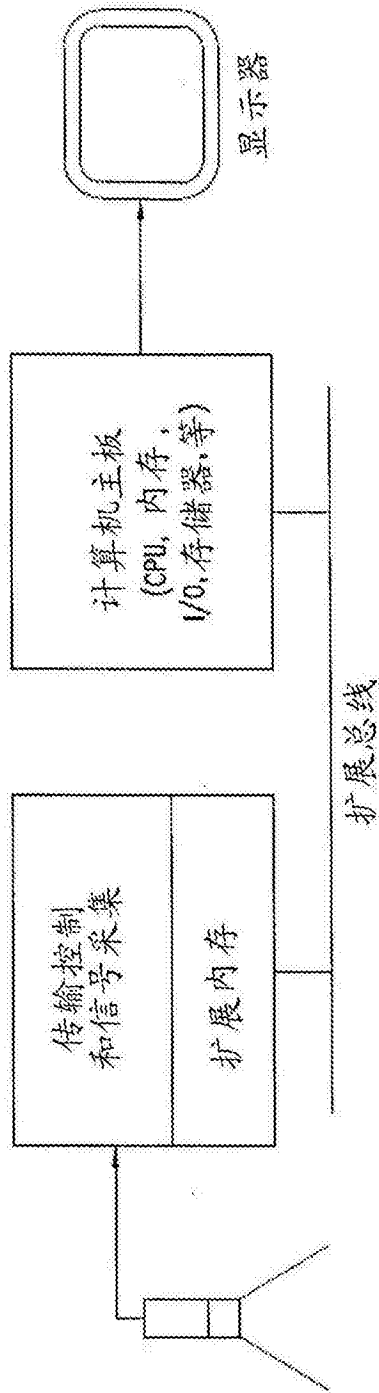 传输控制
和信号采集
扩展内存
计算机主板
(CPU, 内存,
I/O,存储器,等)
显示器
扩展总线